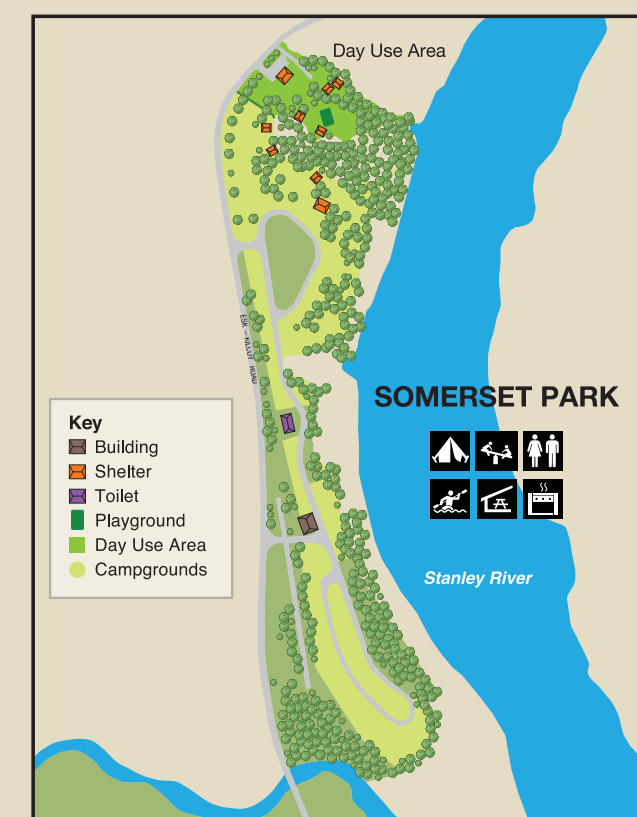 Day Use Area
ESK - KILCOY ROAD
SOMERSET PARK
Key
Building
Shelter
Toilet
Playground
Day Use Area
Campgrounds
Stanley River